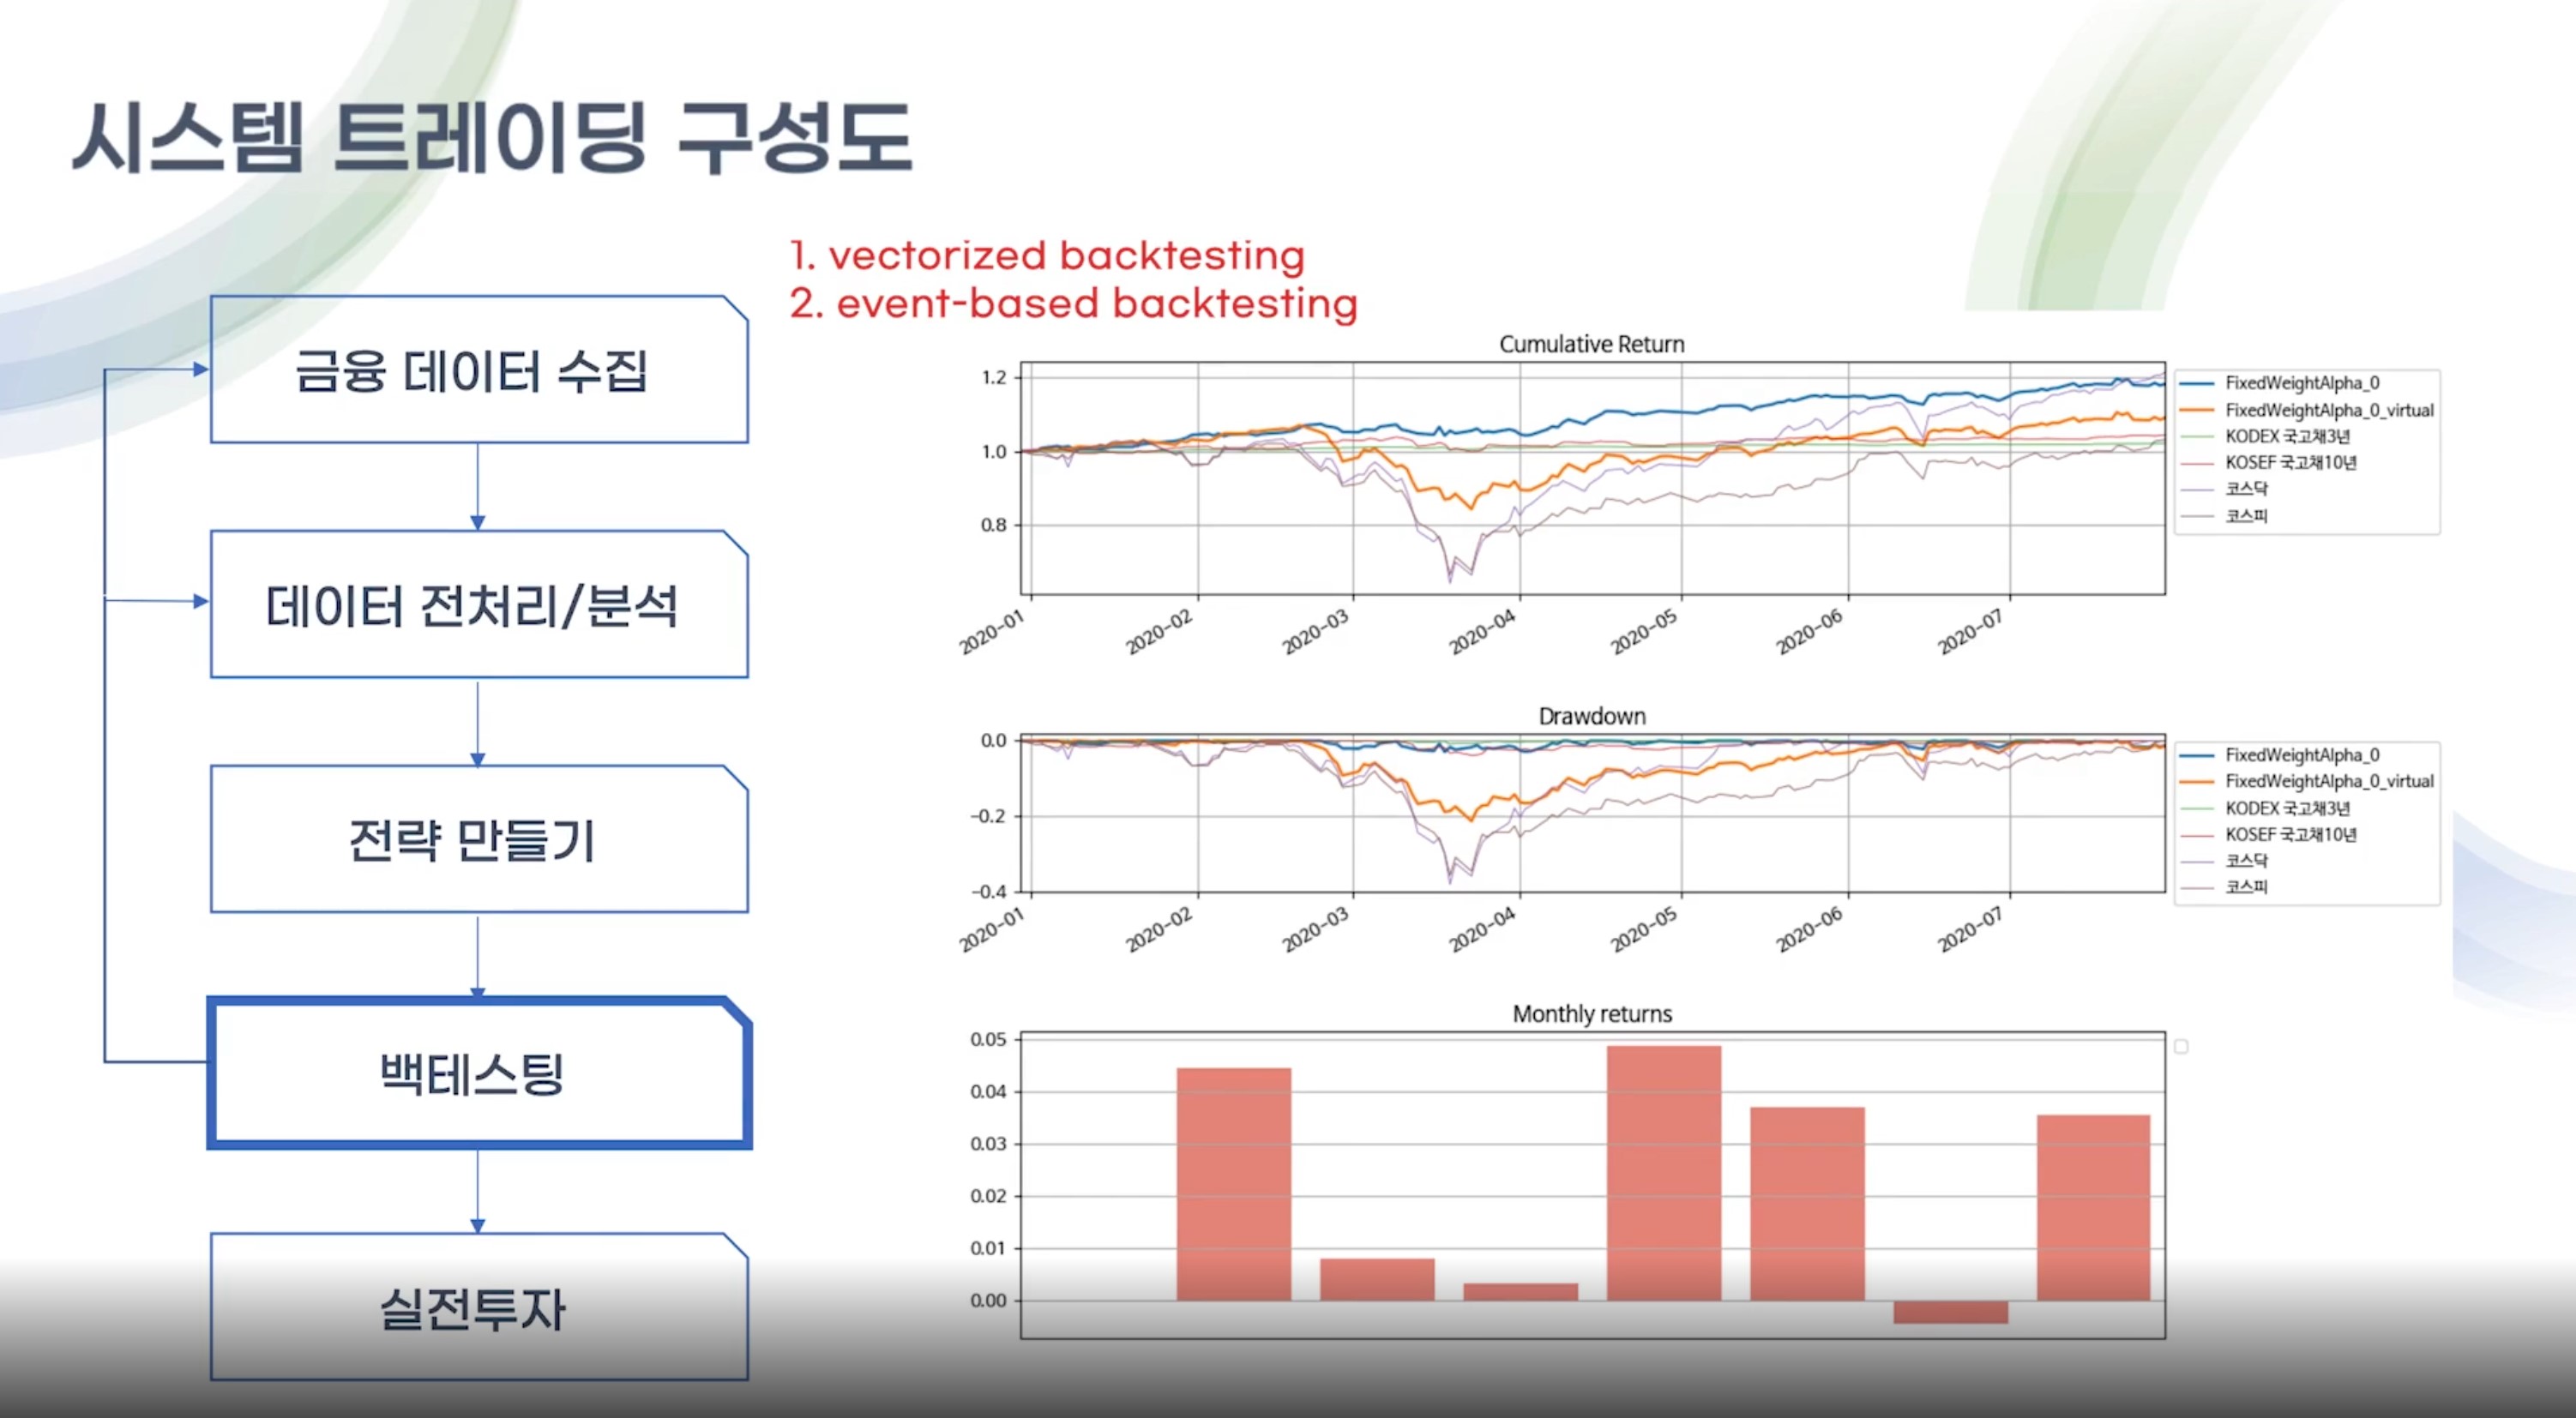 시스템 트레이딩 구성도
1. vectorized backtesting
2. event-based backtesting
금융 데이터 수집
데이터 전처리/분석
전략 만들기
백테스팅
실전투자
Cumulative Return
1.2
1.0
0.8
2020-01
2020-02
2020-03
2020-04
2020-05
2020-06
2020-07
FixedWeightAlpha_0
FixedWeightAlpha_0_virtual
KODEX 국고채3년
KOSEF 국고채10년
코스닥
코스피
Drawdown
0.0
-0.2
-0.4
2020-01
2020-02
2020-03
2020-04
2020-05
2020-06
2020-07
FixedWeightAlpha_0
FixedWeightAlpha_0_virtual
KODEX 국고채3년
KOSEF 국고채10년
코스닥
코스피
Monthly returns
0.05
0.04
0.03
0.02
0.01
0.00